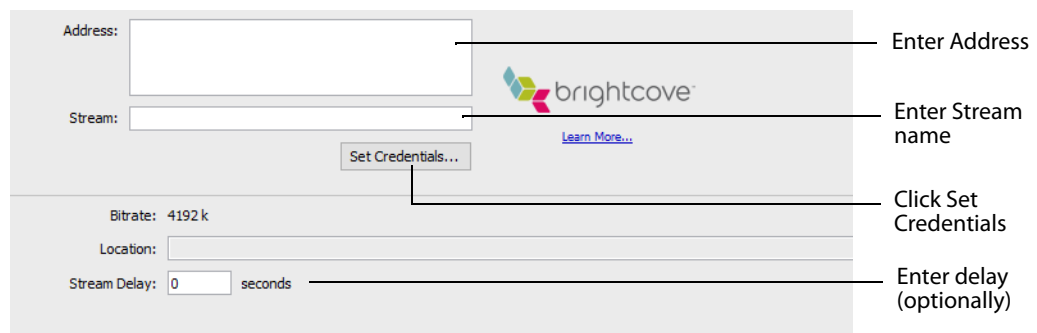 Address:
Enter Address
brightcove
Stream:
Enter Stream
name
Learn More...
Set Credentials...
Click Set
Credentials
Bitrate: 4192 k
Location:
Stream Delay: 0 seconds
Enter delay
(optionally)